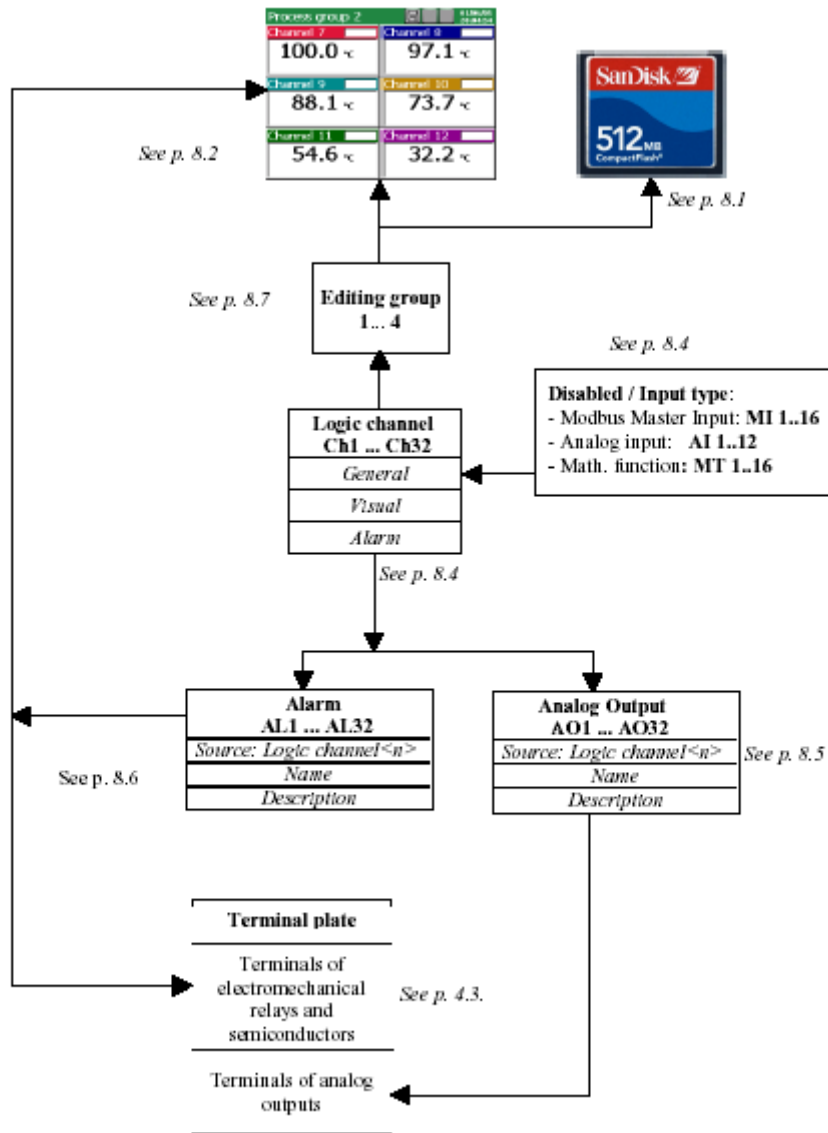 Process group 2
Channel 7
Channel 8
100.0 °C
97.1 °C
Channel 9
Channel 10
88.1 °C
73.7 °C
Channel 11
Channel 12
54.6 °C
32.2 °C
SanDisk
512 MB
CompactFlash
See p. 8.2
See p. 8.1
See p. 8.7
Editing group
1... 4
See p. 8.4
Disabled / Input type:
- Modbus Master Input: MI 1..16
- Analog input: AI 1..12
- Math. function: MT 1..16
Logic channel
Ch1 ... Ch32
General
Visual
Alarm
See p. 8.4
Alarm
AL1 ... AL32
Source: Logic channel<n>
Name
Description
See p. 8.6
Analog Output
AO1 ... AO32
Source: Logic channel<n>
Name
Description
See p. 8.5
Terminal plate
Terminals of
electromechanical
relays and
semiconductors
See p. 4.3.
Terminals of analog
outputs